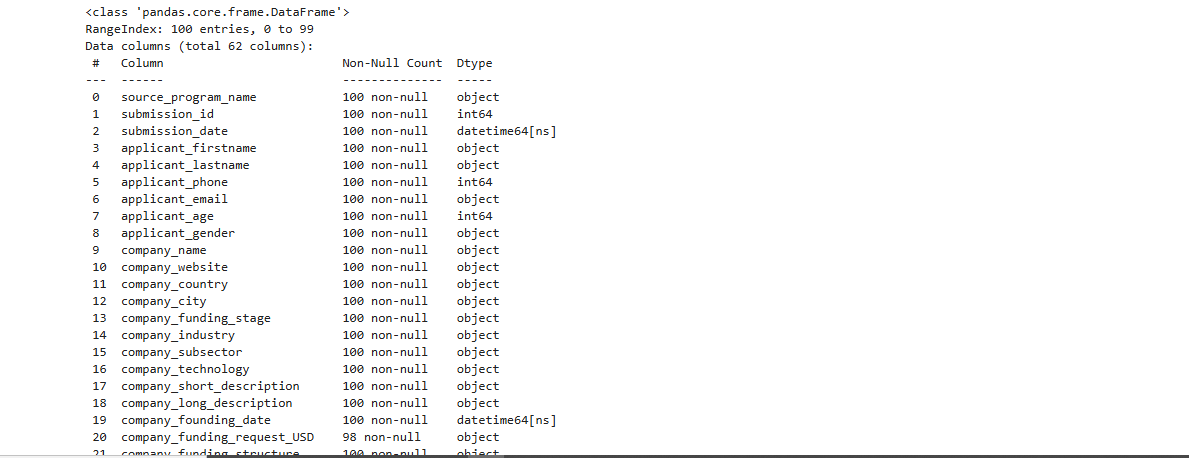 <class 'pandas.core.frame.DataFrame'>
RangeIndex: 100 entries, 0 to 99
Data columns (total 62 columns):
 #   Column                         Non-Null Count  Dtype
---  ------                         --------------  -----
 0   source_program_name            100 non-null    object
 1   submission_id                  100 non-null    int64
 2   submission_date                100 non-null    datetime64[ns]
 3   applicant_firstname            100 non-null    object
 4   applicant_lastname             100 non-null    object
 5   applicant_phone                100 non-null    int64
 6   applicant_email                100 non-null    object
 7   applicant_age                  100 non-null    int64
 8   applicant_gender               100 non-null    object
 9   company_name                   100 non-null    object
 10  company_website                100 non-null    object
 11  company_country                100 non-null    object
 12  company_city                   100 non-null    object
 13  company_funding_stage          100 non-null    object
 14  company_industry               100 non-null    object
 15  company_subsector              100 non-null    object
 16  company_technology             100 non-null    object
 17  company_short_description      100 non-null    object
 18  company_long_description       100 non-null    object
 19  company_founding_date          100 non-null    datetime64[ns]
 20  company_funding_request_USD    98 non-null     object
 21  company_funding_structure      100 non-null    object